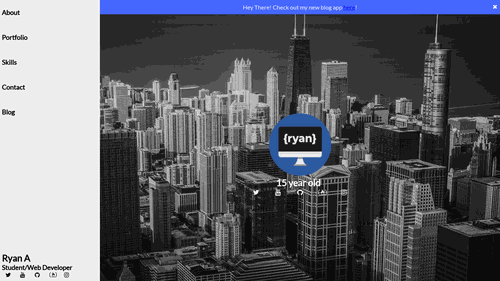 About
Portfolio
Skills
Contact
Blog
Ryan A
Student/Web Developer
Hey There! Check out my new blog app here!
{ryan}
15 year old